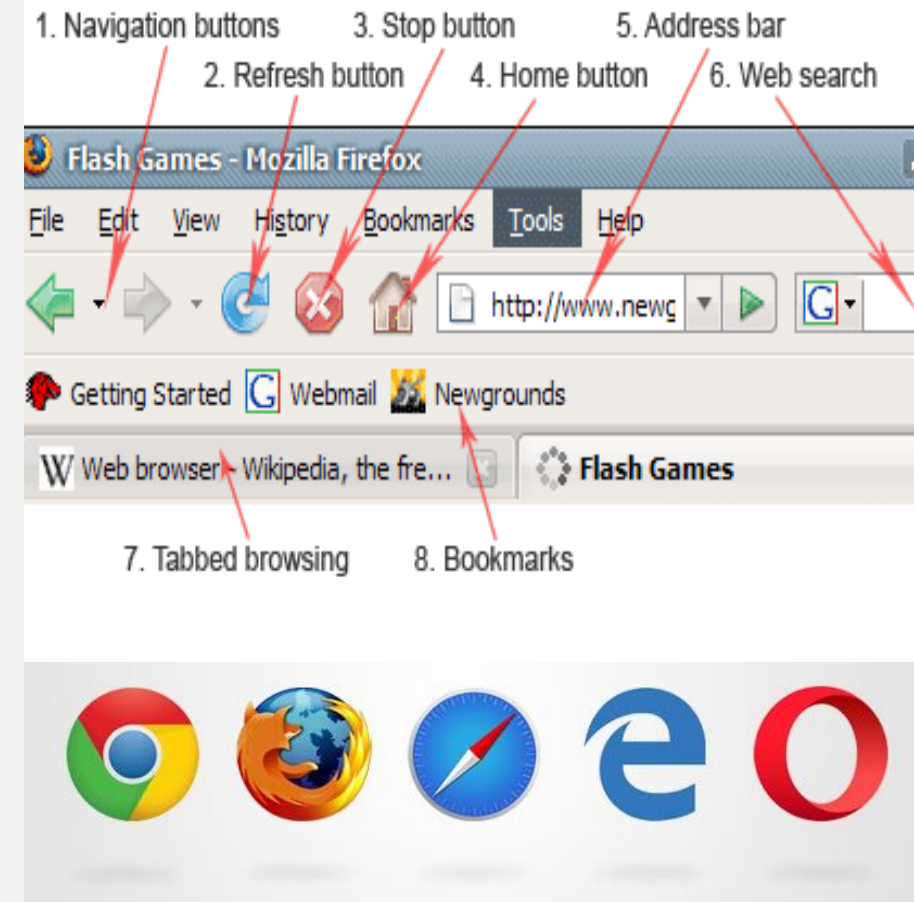 1. Navigation buttons 3. Stop button 5. Address bar
2. Refresh button 4. Home button 6. Web search
Flash Games - Mozilla Firefox
File Edit View History Bookmarks Tools Help
http://www.newg G
Getting Started G Webmail Newgrounds
W Web browser - Wikipedia, the fre... Flash Games
7. Tabbed browsing 8. Bookmarks